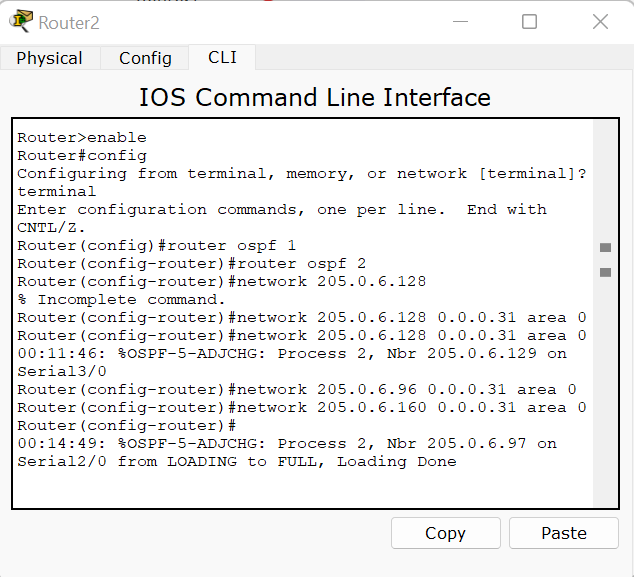 Router2
Physical Config CLI
IOS Command Line Interface
Router>enable
Router#config
Configuring from terminal, memory, or network [terminal]?
terminal
Enter configuration commands, one per line.  End with
CNTL/Z.
Router(config)#router ospf 1
Router(config-router)#router ospf 2
Router(config-router)#network 205.0.6.128
% Incomplete command.
Router(config-router)#network 205.0.6.128 0.0.0.31 area 0
Router(config-router)#network 205.0.6.128 0.0.0.31 area 0
00:11:46: %OSPF-5-ADJCHG: Process 2, Nbr 205.0.6.129 on
Serial3/0
Router(config-router)#network 205.0.6.96 0.0.0.31 area 0
Router(config-router)#network 205.0.6.160 0.0.0.31 area 0
Router(config-router)#
00:14:49: %OSPF-5-ADJCHG: Process 2, Nbr 205.0.6.97 on
Serial2/0 from LOADING to FULL, Loading Done
Copy Paste